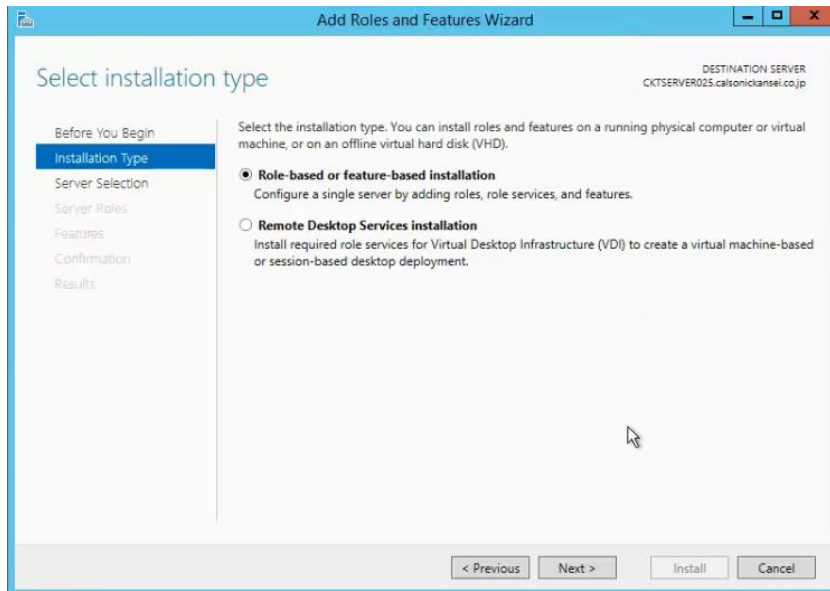 Add Roles and Features Wizard
Select installation type
DESTINATION SERVER
CKTSERVER025.calsonickansei.co.jp
Before You Begin
Installation Type
Server Selection
Server Roles
Features
Confirmation
Results
Select the installation type. You can install roles and features on a running physical computer or virtual
machine, or on an offline virtual hard disk (VHD).
Role-based or feature-based installation
Configure a single server by adding roles, role services, and features.
Remote Desktop Services installation
Install required role services for Virtual Desktop Infrastructure (VDI) to create a virtual machine-based
or session-based desktop deployment.
< Previous
Next >
Install
Cancel